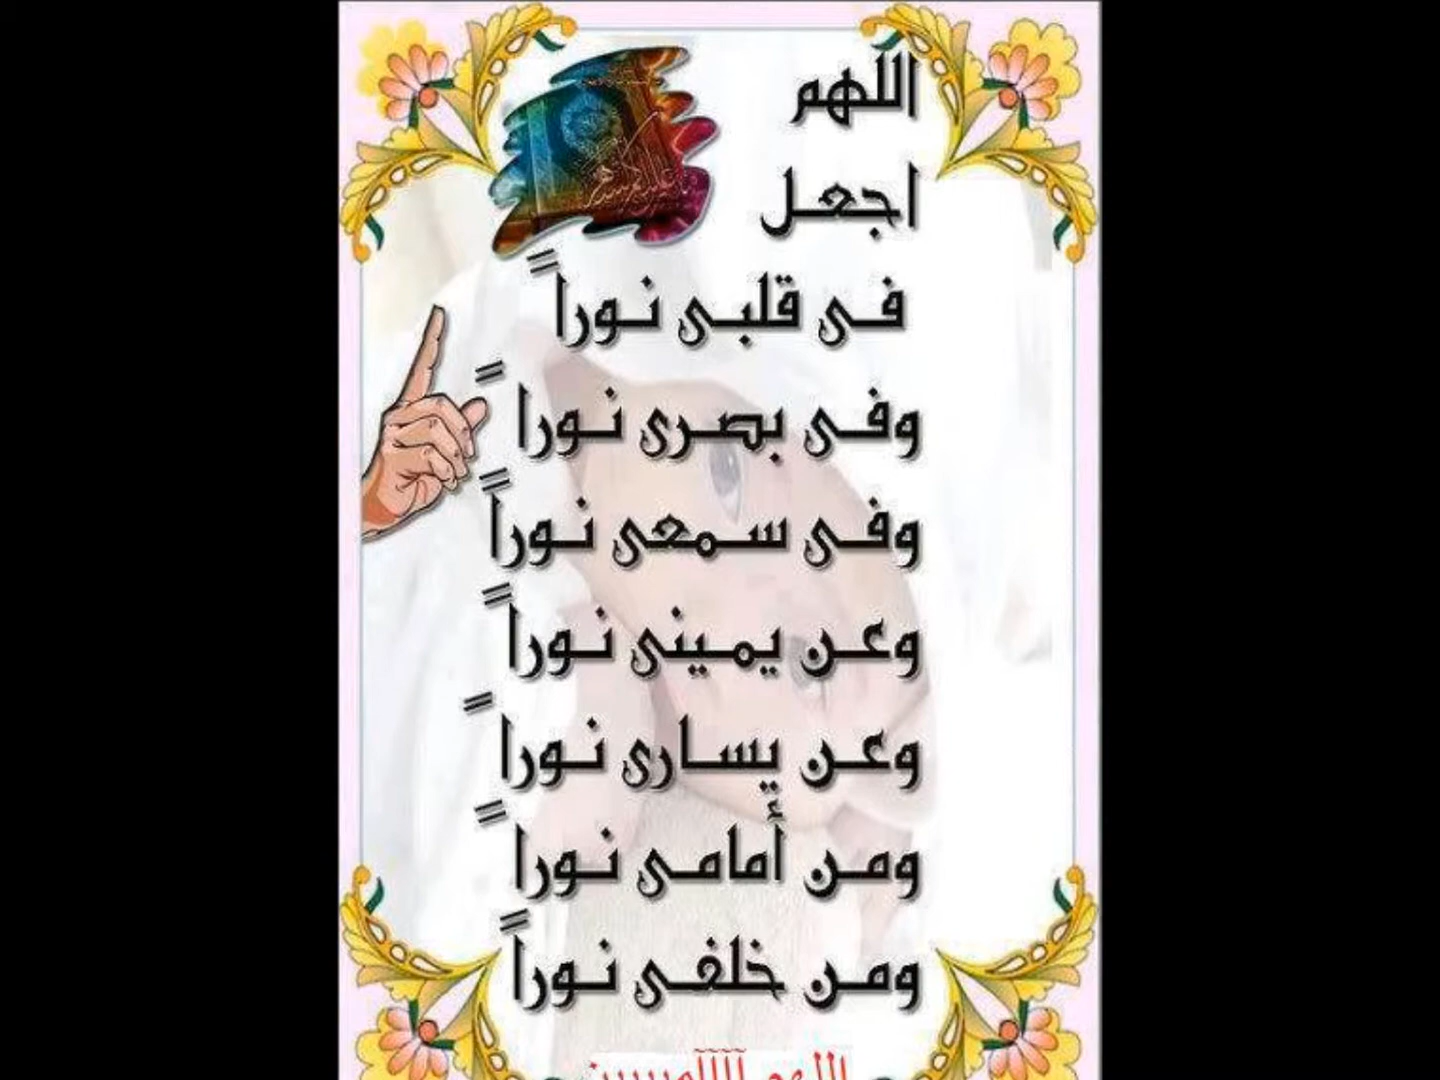 اللهم
اجعل
فى قلبى نوراً
وفى بصرى نوراً
وفى سمعى نوراً
وعن يمينى نوراً
وعن يسارى نوراً
ومن أمامى نوراً
ومن خلفى نوراً
اللهم